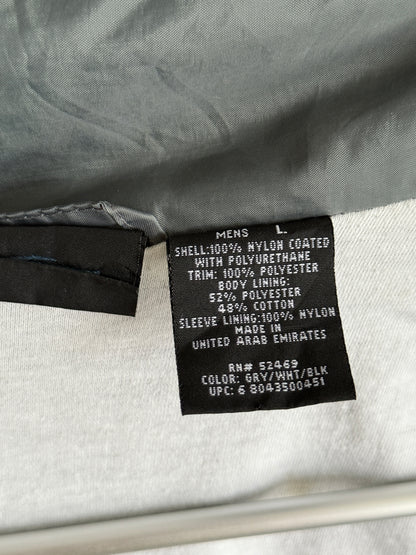 MENS L
SHELL:100% NYLON COATED
WITH POLYURETHANE
TRIM: 100% POLYESTER
BODY LINING:
52% POLYESTER
48% COTTON
SLEEVE LINING:100% NYLON
MADE IN
UNITED ARAB EMIRATES
RN# 52469
COLOR: GRY/WHT/BLK
UPC: 6 8043500451